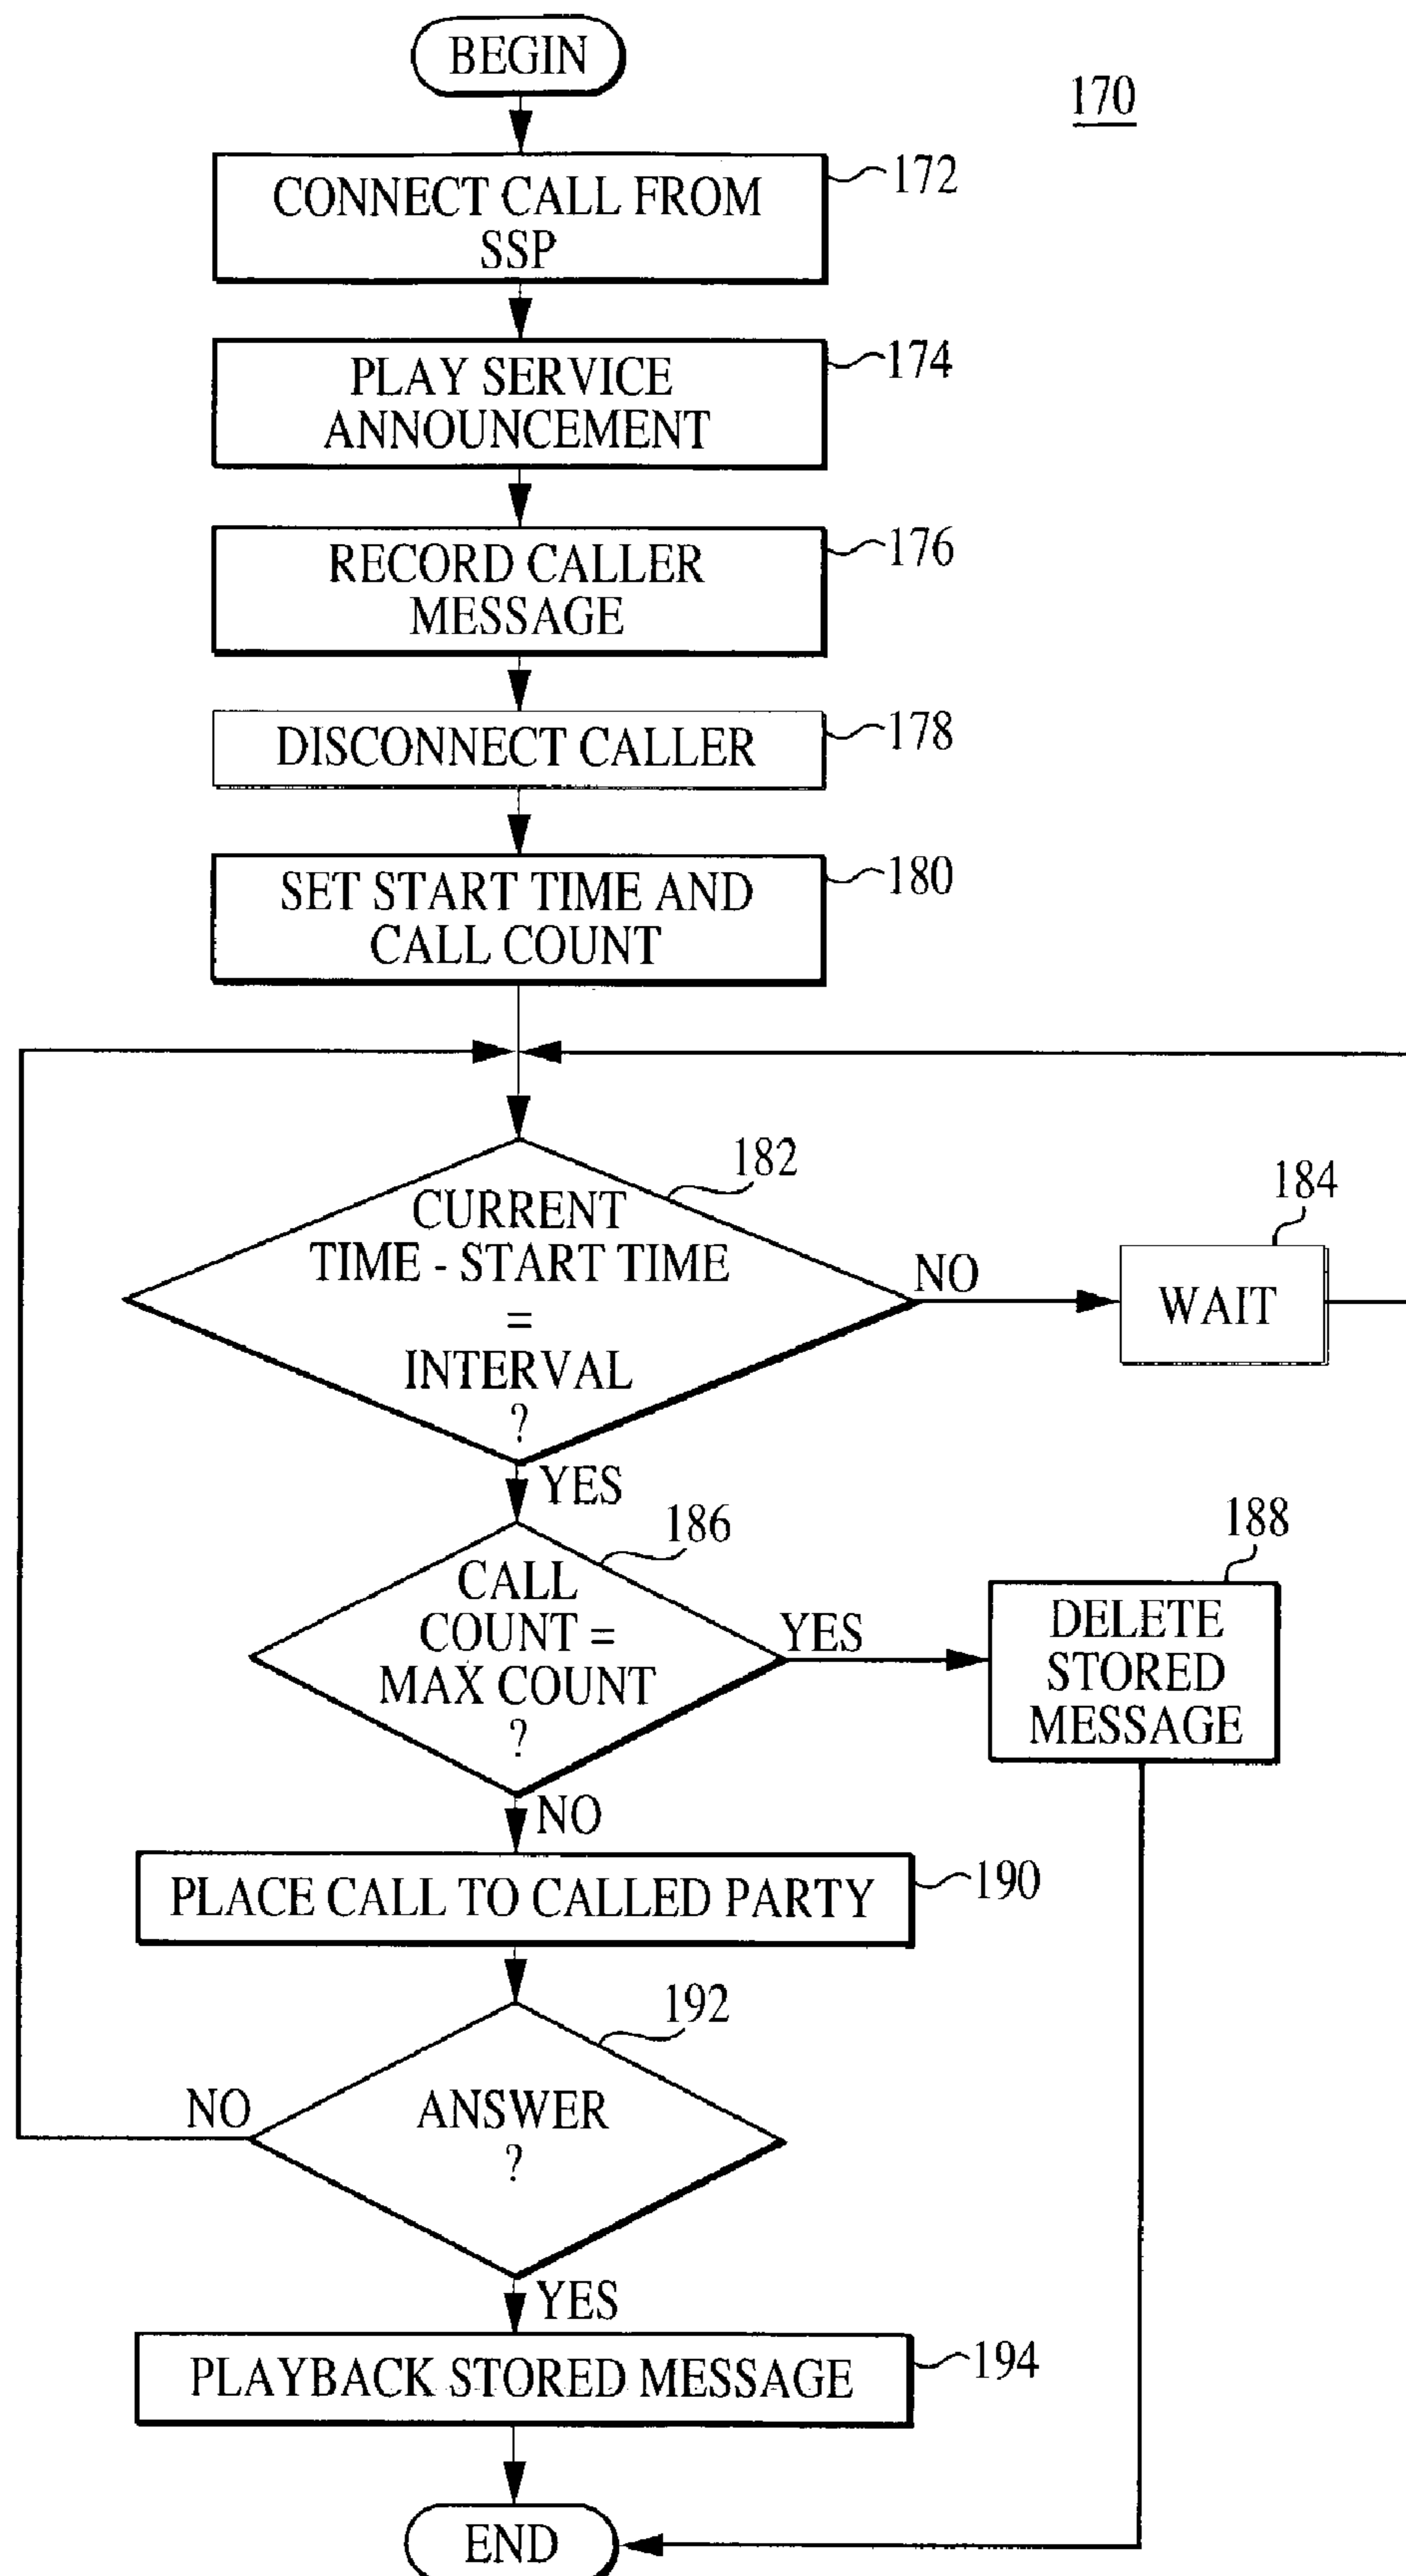 BEGIN
170
CONNECT CALL FROM
SSP
172
PLAY SERVICE
ANNOUNCEMENT
174
RECORD CALLER
MESSAGE
176
DISCONNECT CALLER
178
SET START TIME AND
CALL COUNT
180
182
CURRENT
TIME - START TIME
=
INTERVAL
?
NO
184
WAIT
YES
186
CALL
COUNT =
MAX COUNT
?
YES
188
DELETE
STORED
MESSAGE
NO
PLACE CALL TO CALLED PARTY
190
192
ANSWER
?
NO
YES
PLAYBACK STORED MESSAGE
194
END